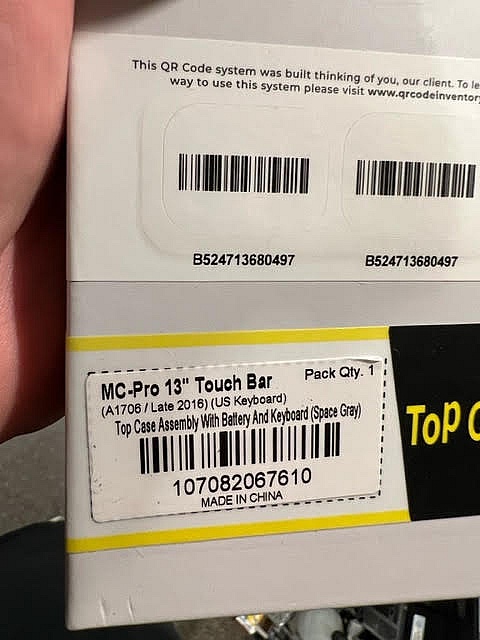 This QR Code system was built thinking of you, our client. To le
way to use this system please visit www.qrcodeinventory
B524713680497
B524713680497
MC-Pro 13" Touch Bar
Pack Qty. 1
(A1706 / Late 2016) (US Keyboard)
Top Case Assembly With Battery And Keyboard (Space Gray)
107082067610
MADE IN CHINA
Top C